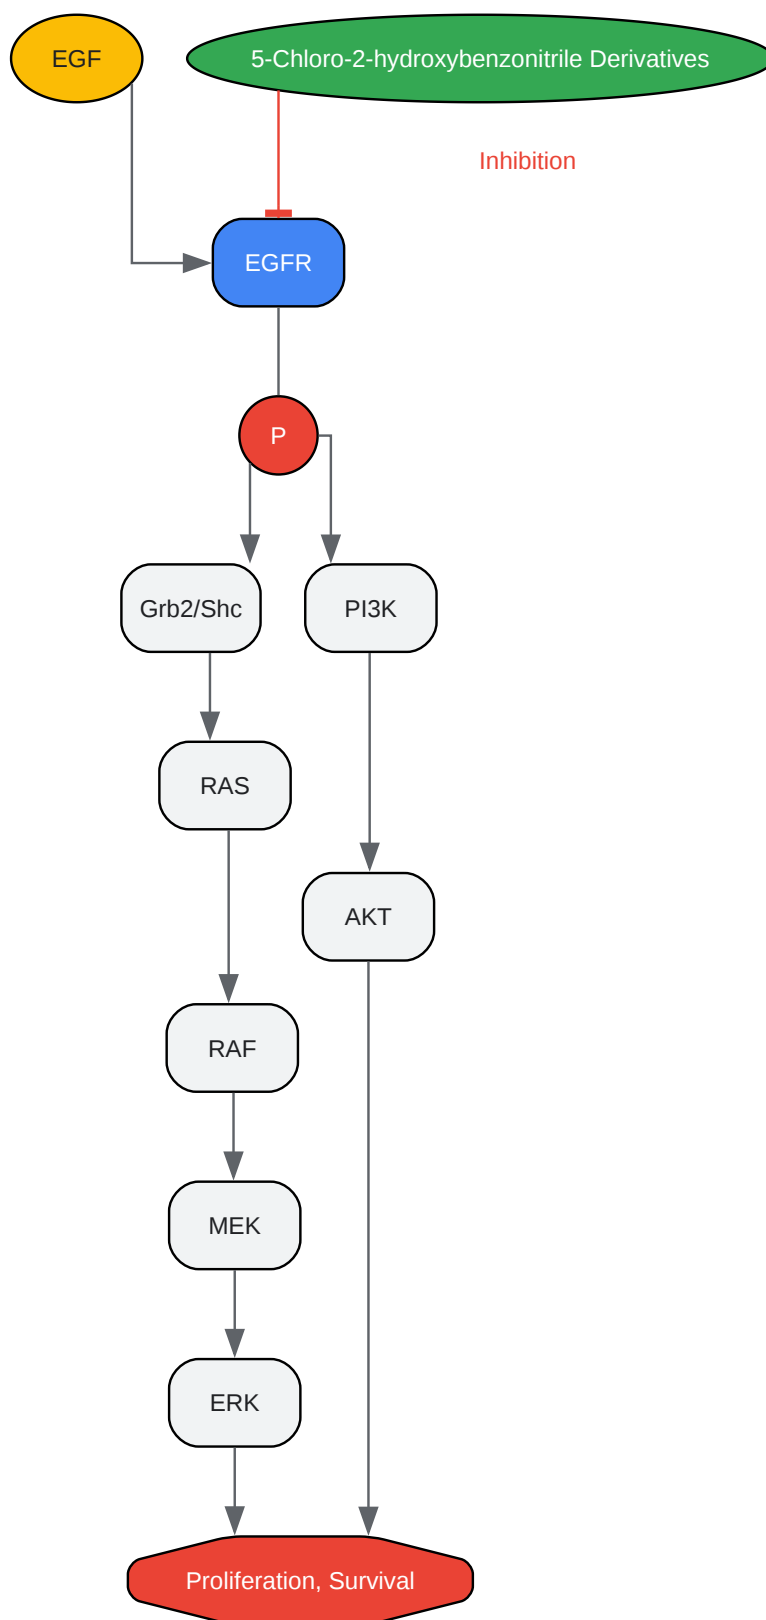 EGF
5-Chloro-2-hydroxybenzonitrile Derivatives
Inhibition
EGFR
P
Grb2/Shc
PI3K
RAS
AKT
RAF
MEK
ERK
Proliferation, Survival